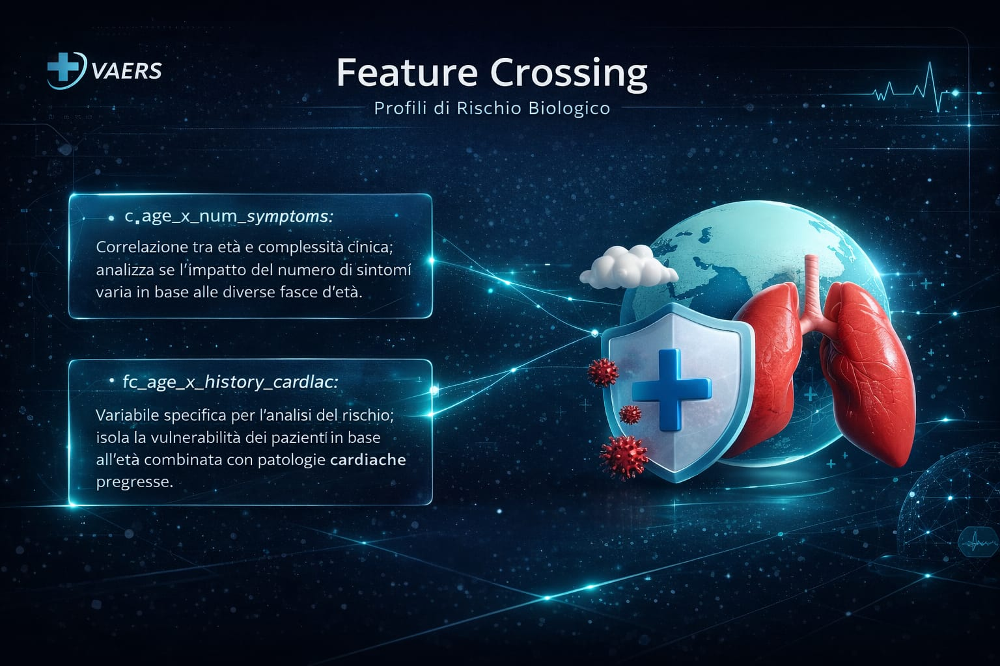 VAERS
Feature Crossing
Profili di Rischio Biologico
• c.age_x_num_symptoms:
Correlazione tra età e complessità clinica;
analizza se l'impatto del numero di sintomi
varia in base alle diverse fasce d'età.
• fc_age_x_history_cardlac:
Variabile specifica per l'analisi del rischio;
isola la vulnerabilità dei pazienti in base
all'età combinata con patologie cardiache
pregresse.